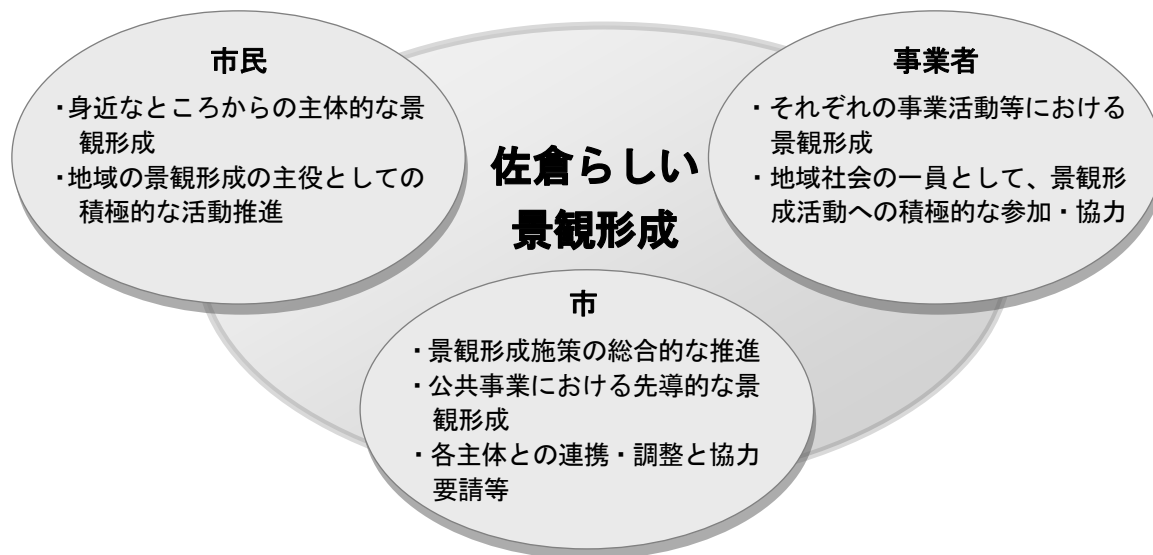 市民
・身近なところからの主体的な景
観形成
・地域の景観形成の主役としての
積極的な活動推進
佐倉らしい
景観形成
事業者
・それぞれの事業活動等における
景観形成
・地域社会の一員として、景観形
成活動への積極的な参加・協力
市
・景観形成施策の総合的な推進
・公共事業における先導的な景
観形成
・各主体との連携・調整と協力
要請等